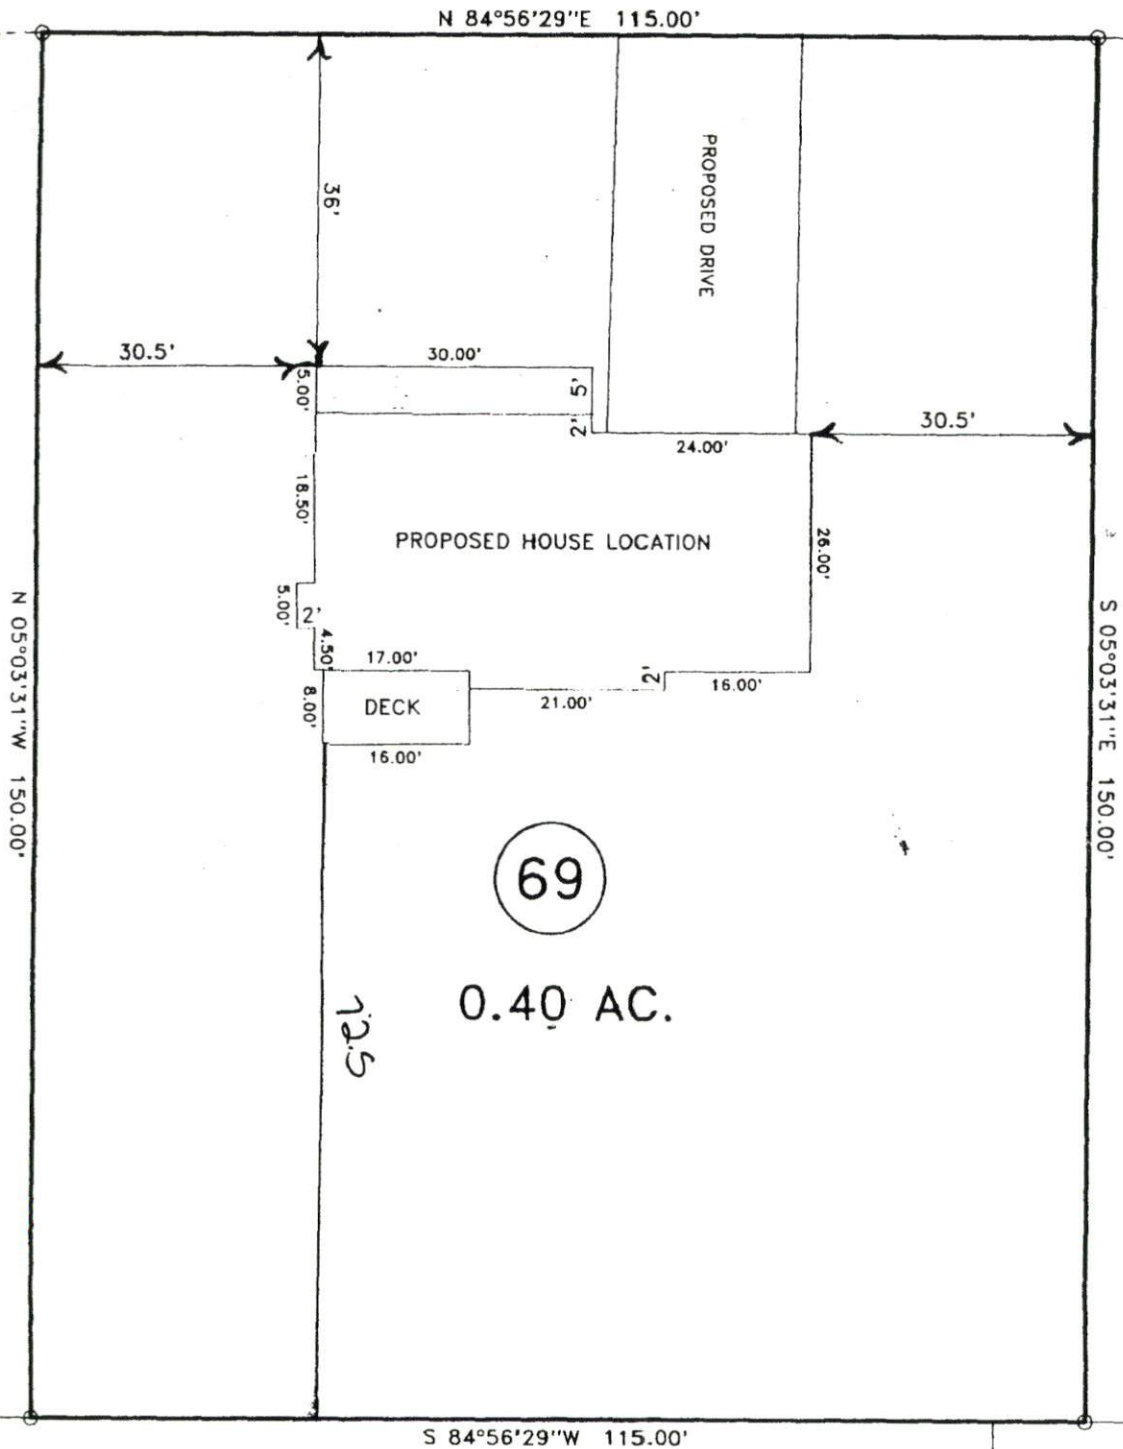 N 84°56'29"E 115.00'
36'
PROPOSED DRIVE
30.5'
30.00'
5.00'
5'
2'
24.00'
30.5'
18.50'
PROPOSED HOUSE LOCATION
26.00'
5.00'
2'
4.50'
17.00'
2'
16.00'
8.00'
DECK
21.00'
16.00'
N 05°03'31"W 150.00'
S 05°03'31"E 150.00'
69
0.40 AC.
72.5
S 84°56'29"W 115.00'